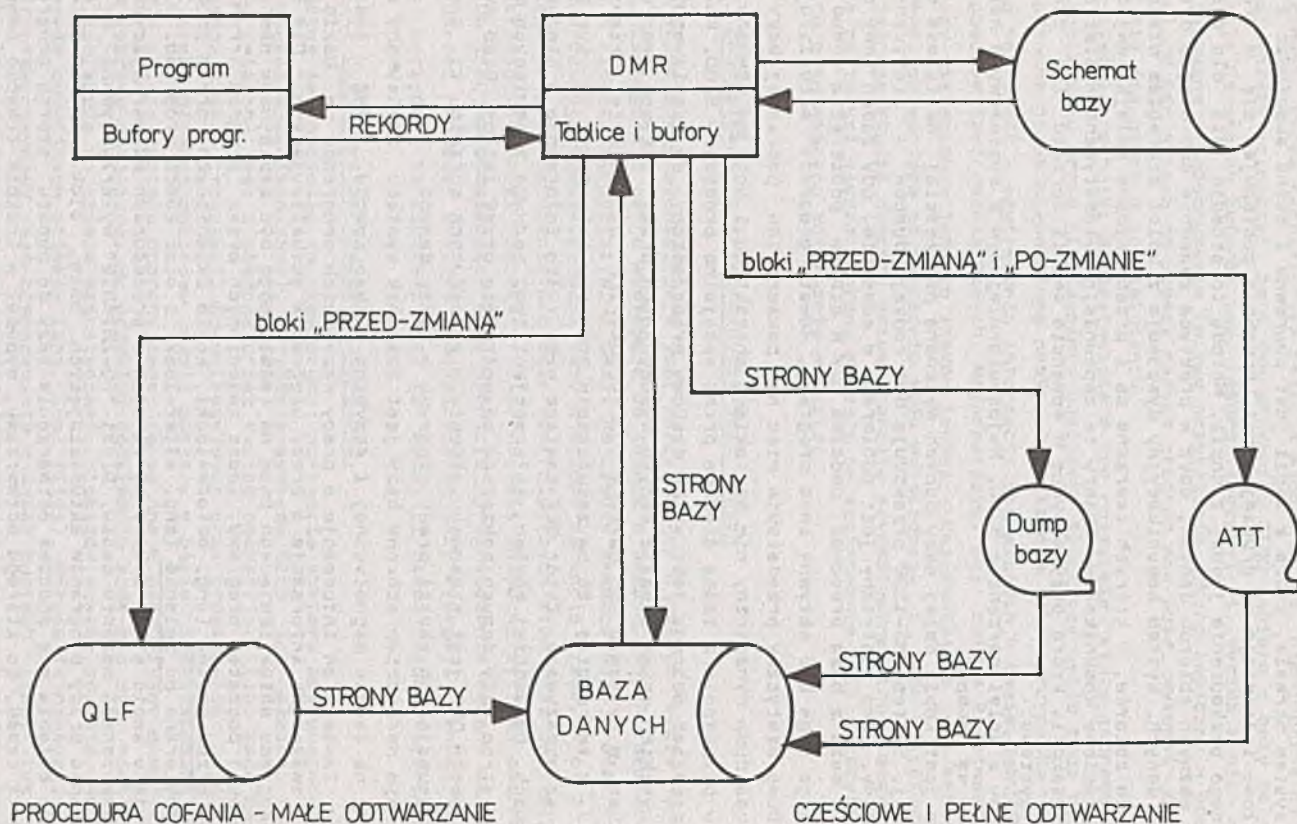 Program
Bufory progr.
REKORDY
DMR
Tablice i bufory
Schemat
bazy
bloki „PRZED-ZMIANĄ” i „PO-ZMIANIE”
bloki „PRZED-ZMIANĄ”
STRONY BAZY
STRONY
BAZY
Dump
bazy
ATT
QLF
STRONY BAZY
BAZA
DANYCH
STRONY BAZY
STRONY BAZY
PROCEDURA COFANIA - MAŁE ODTWARZANIE
CZEŚCIOWE I PEŁNE ODTWARZANIE